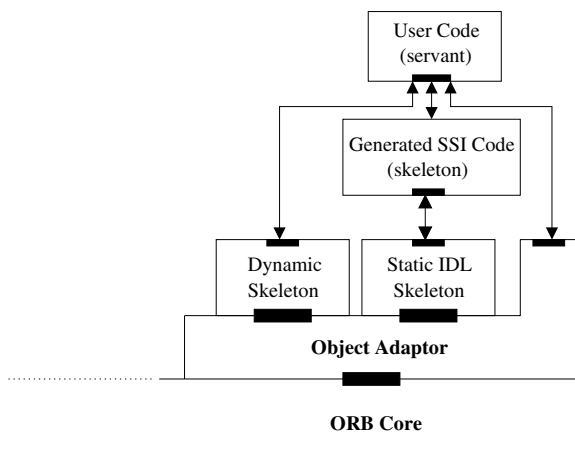 User Code
(servant)
Generated SSI Code
(skeleton)
Dynamic
Skeleton
Static IDL
Skeleton
Object Adaptor
ORB Core